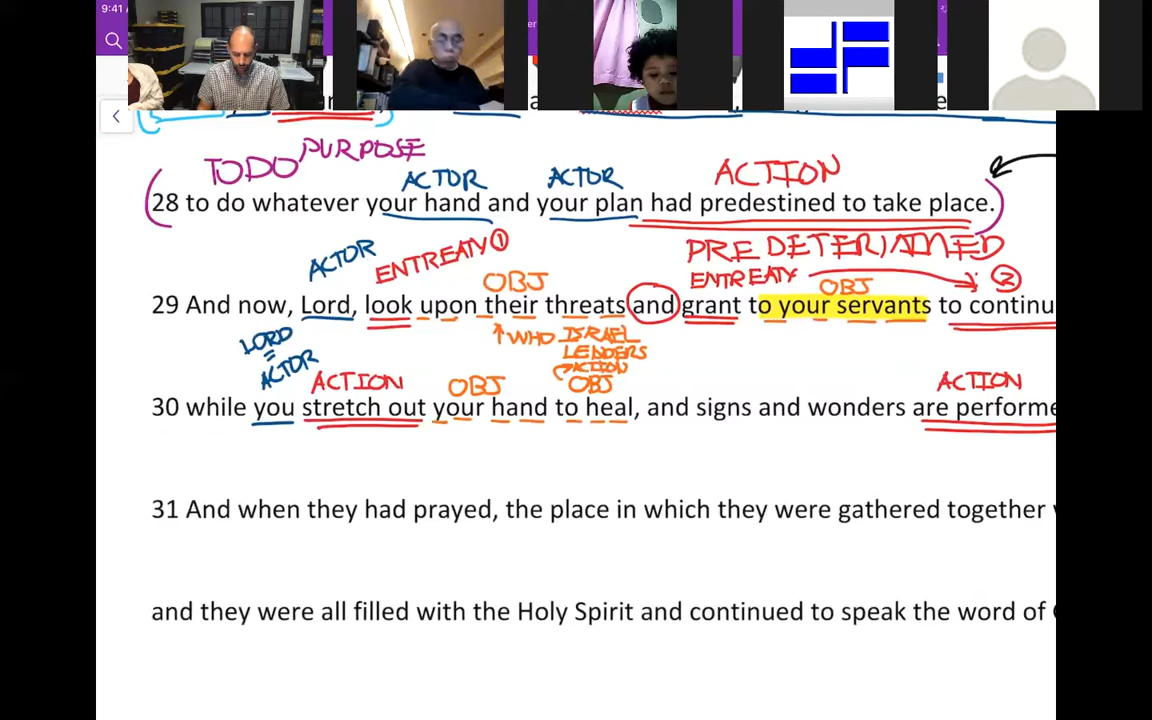 9:41
TO DO PURPOSE
ACTOR ACTOR ACTION
28 to do whatever your hand and your plan had predestined to take place.
ACTOR ENTREATY 1 PREDETERIAMED
OBJ ENTREATY OBJ 2
29 And now, Lord, look upon their threats and grant to your servants to continu
WHO ISRAEL
LEADERS
LORD
=
ACTOR
ACTION
ACTION OBJ OBJ ACTION
30 while you stretch out your hand to heal, and signs and wonders are performe
31 And when they had prayed, the place in which they were gathered together
and they were all filled with the Holy Spirit and continued to speak the word of